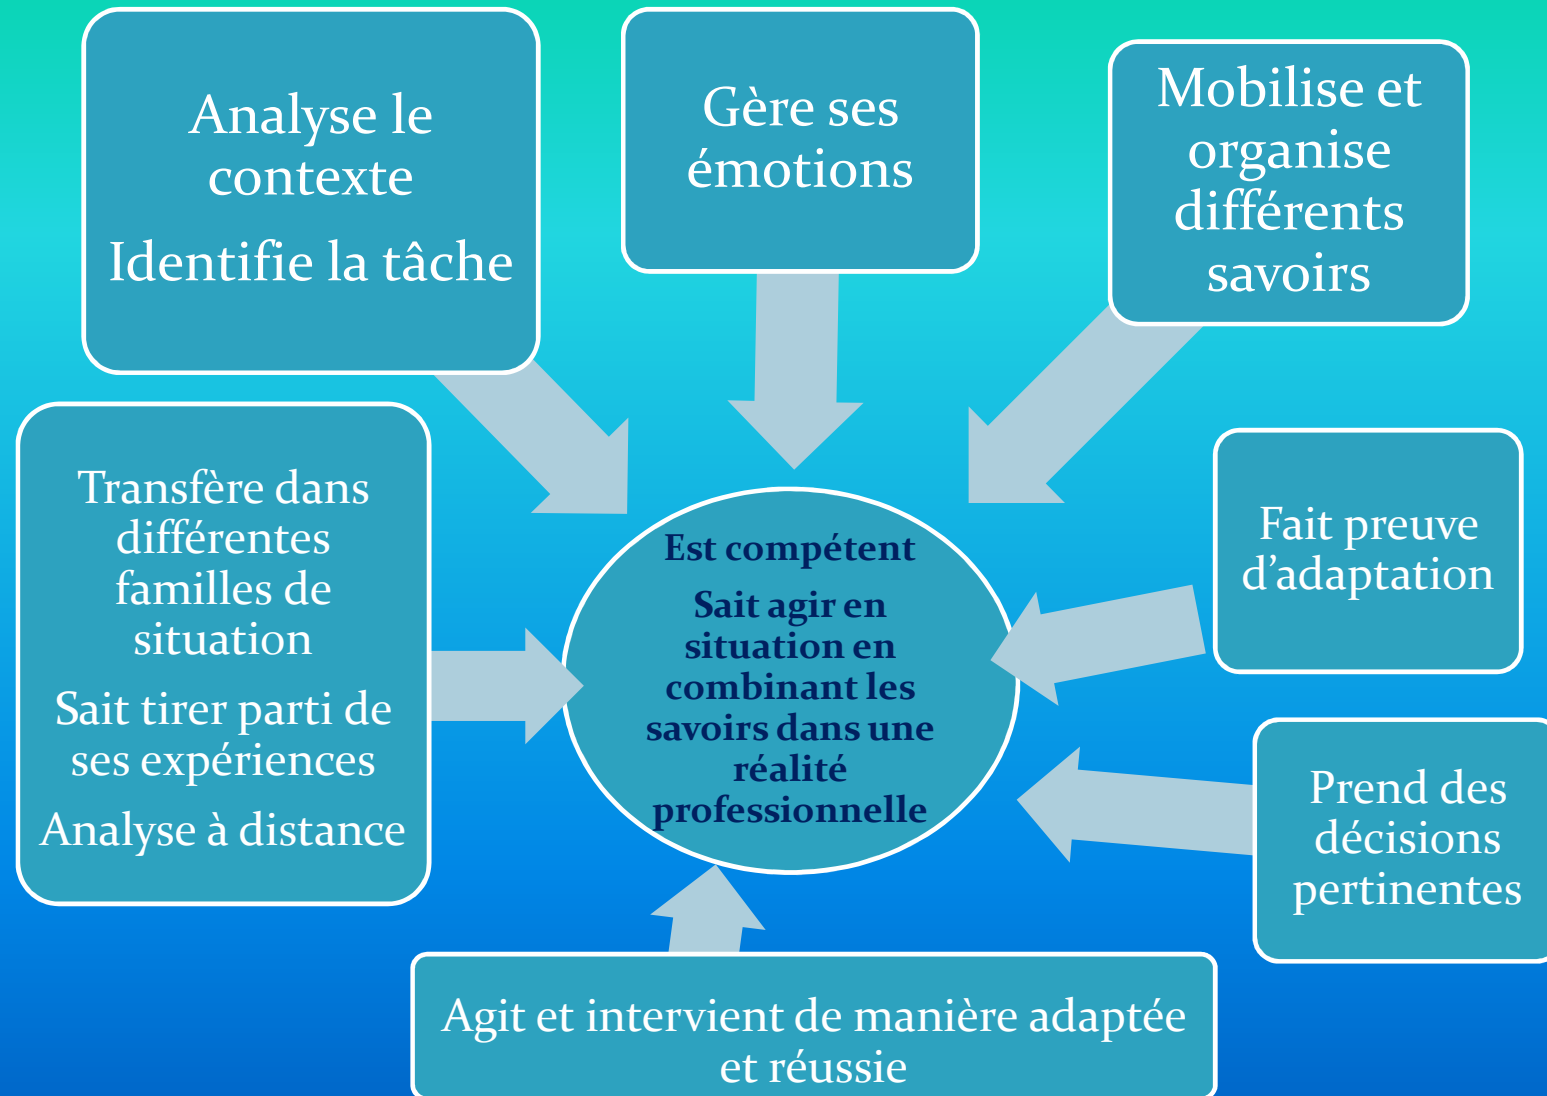 Analyse le
contexte
Identifie la tâche
Gère ses
émotions
Mobilise et
organise
différents
savoirs
Transfère dans
différentes
familles de
situation
Sait tirer parti de
ses expériences
Analyse à distance
Est compétent
Sait agir en
situation en
combinant les
savoirs dans une
réalité
professionnelle
Fait preuve
d’adaptation
Prend des
décisions
pertinentes
Agit et intervient de manière adaptée
et réussie